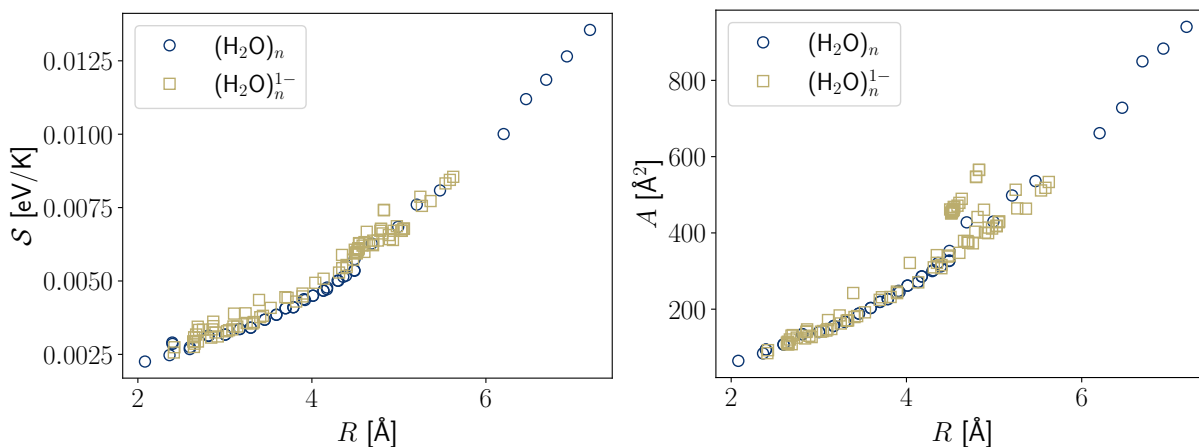 (H₂O)ₙ
(H₂O)ₙ¹⁻
0.0125
0.0100
0.0075
0.0050
0.0025
𝒮 [eV/K]
2 4 6
R [Å]
(H₂O)ₙ
(H₂O)ₙ¹⁻
800
600
400
200
A [Å²]
2 4 6
R [Å]